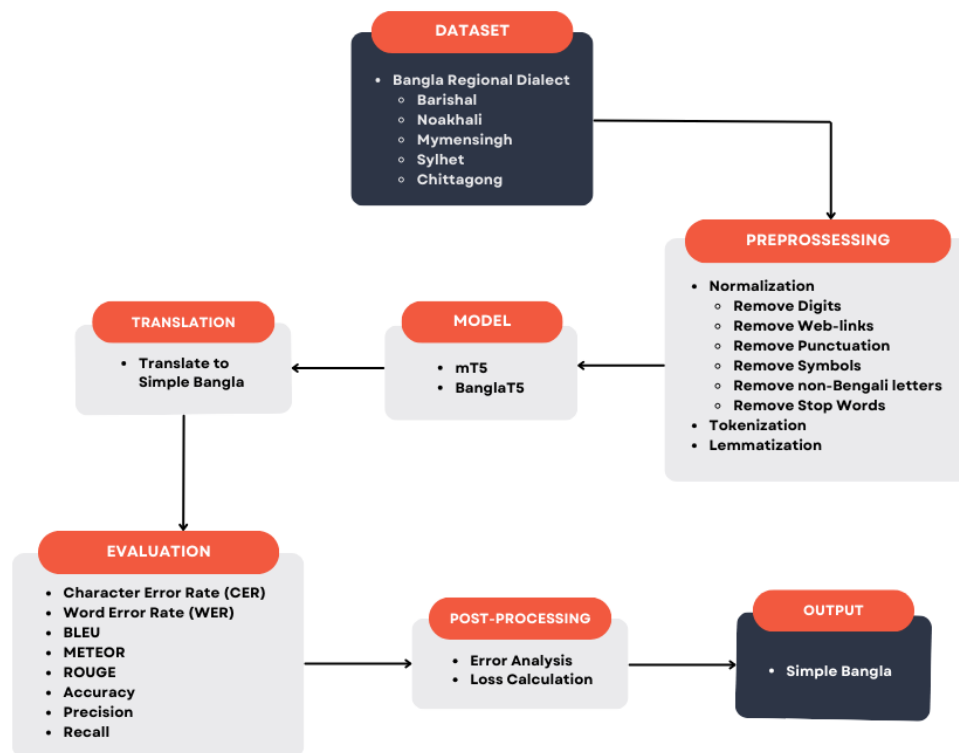 DATASET
• Bangla Regional Dialect
○ Barishal
○ Noakhali
○ Mymensingh
○ Sylhet
○ Chittagong
PREPROSSESSING
• Normalization
○ Remove Digits
○ Remove Web-links
○ Remove Punctuation
○ Remove Symbols
○ Remove non-Bengali letters
○ Remove Stop Words
• Tokenization
• Lemmatization
MODEL
• mT5
• BanglaT5
TRANSLATION
• Translate to
Simple Bangla
EVALUATION
• Character Error Rate (CER)
• Word Error Rate (WER)
• BLEU
• METEOR
• ROUGE
• Accuracy
• Precision
• Recall
POST-PROCESSING
• Error Analysis
• Loss Calculation
OUTPUT
• Simple Bangla